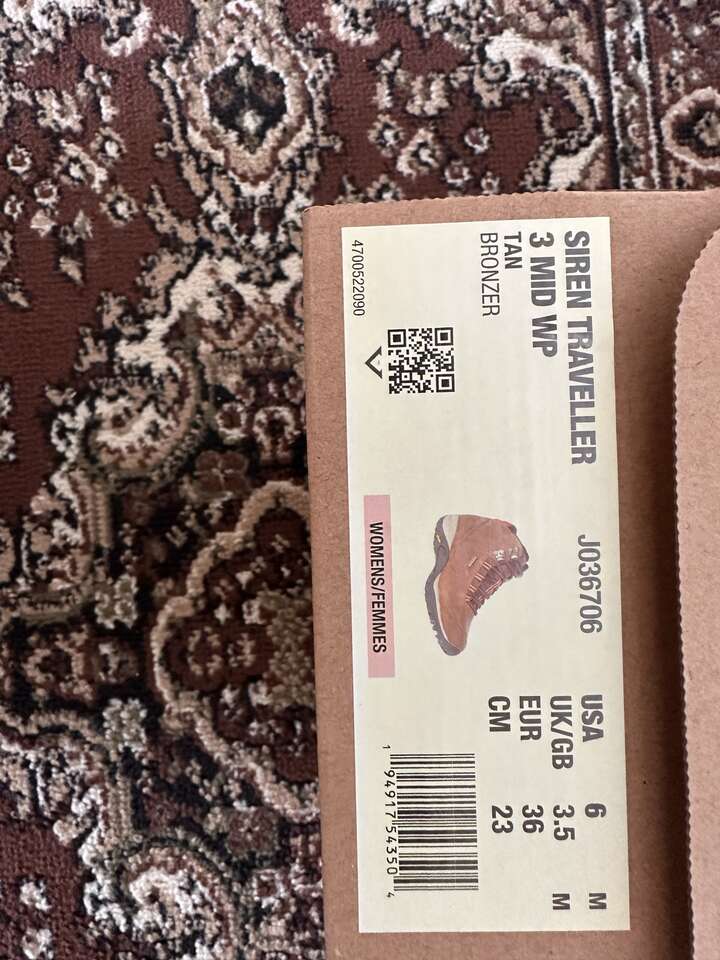 SIREN TRAVELLER J036706
3 MID WP
TAN
BRONZER
USA 6 M
UK/GB 3.5 M
EUR 36
CM 23
WOMENS/FEMMES
4700522090
1 94917 54350 4